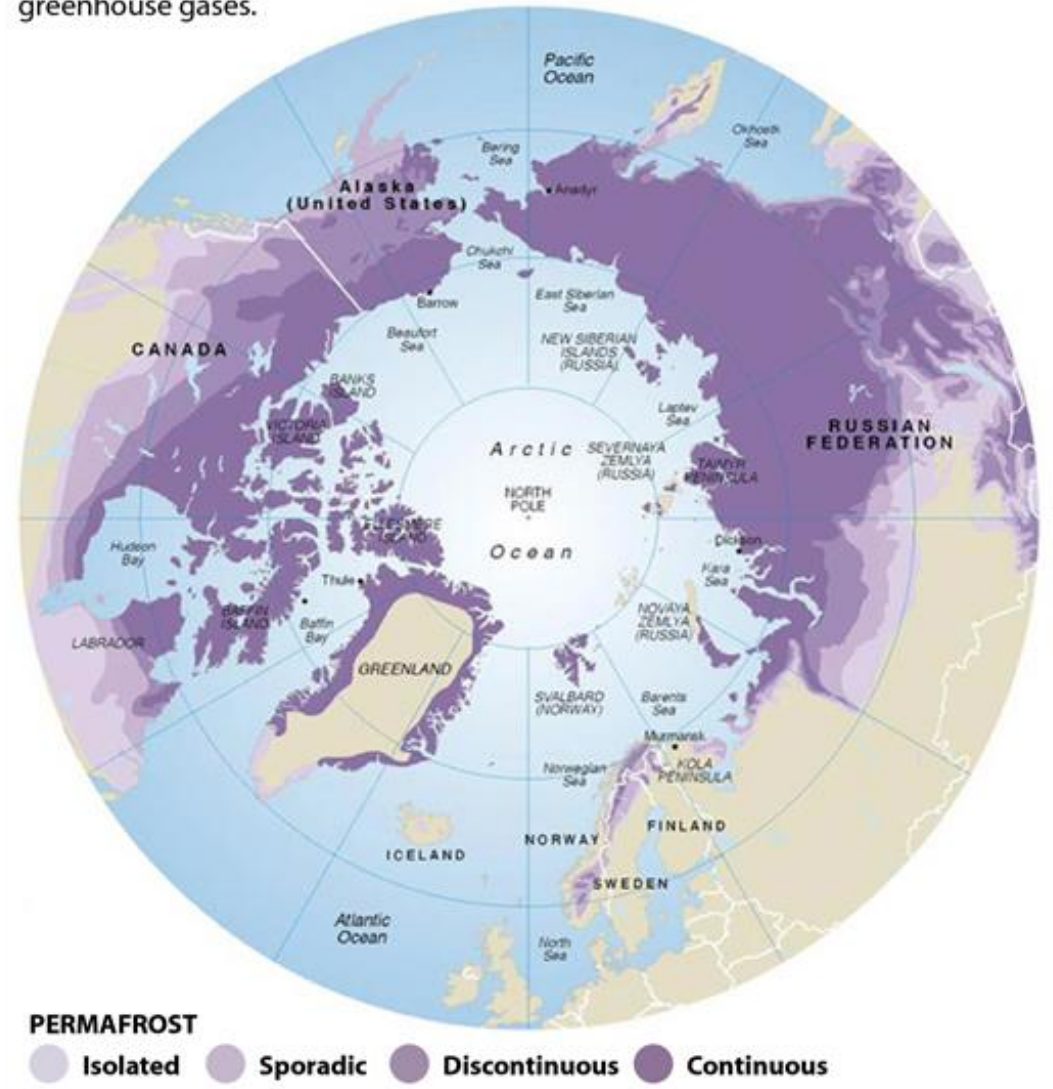 greenhouse gases.
Pacific
Ocean
Okhostk
Sea
Bering
Sea
Anadyr
Alaska
(United States)
Chukchi
Sea
Barrow
East Siberian
Sea
Beaufort
Sea
NEW SIBERIAN
ISLANDS
(RUSSIA)
CANADA
BANKS
ISLAND
VICTORIA
ISLAND
Laptev
Sea
RUSSIAN
FEDERATION
Arctic
SEVERNAYA
ZEMLYA
(RUSSIA)
TAIMYR
PENINSULA
NORTH
POLE
ELLESMERE
ISLAND
Ocean
Hudson
Bay
Dickson
Kara
Sea
Thule
BAFFIN
ISLAND
Baffin
Bay
NOVAYA
ZEMLYA
(RUSSIA)
LABRADOR
GREENLAND
SVALBARD
(NORWAY)
Barents
Sea
Murmansk
KOLA
PENINSULA
Norwegian
Sea
FINLAND
NORWAY
ICELAND
SWEDEN
Atlantic
Ocean
North
Sea
PERMAFROST
Isolated Sporadic Discontinuous Continuous